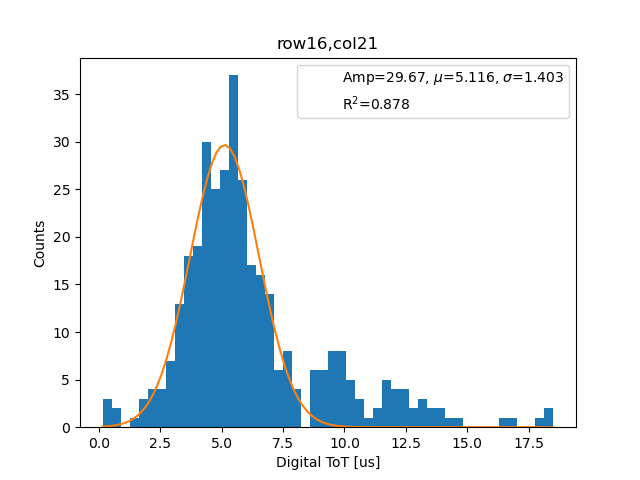 row16,col21
Amp=29.67, μ=5.116, σ=1.403
R²=0.878
35
30
25
20
15
10
5
0
Counts
0.0 2.5 5.0 7.5 10.0 12.5 15.0 17.5
Digital ToT [us]